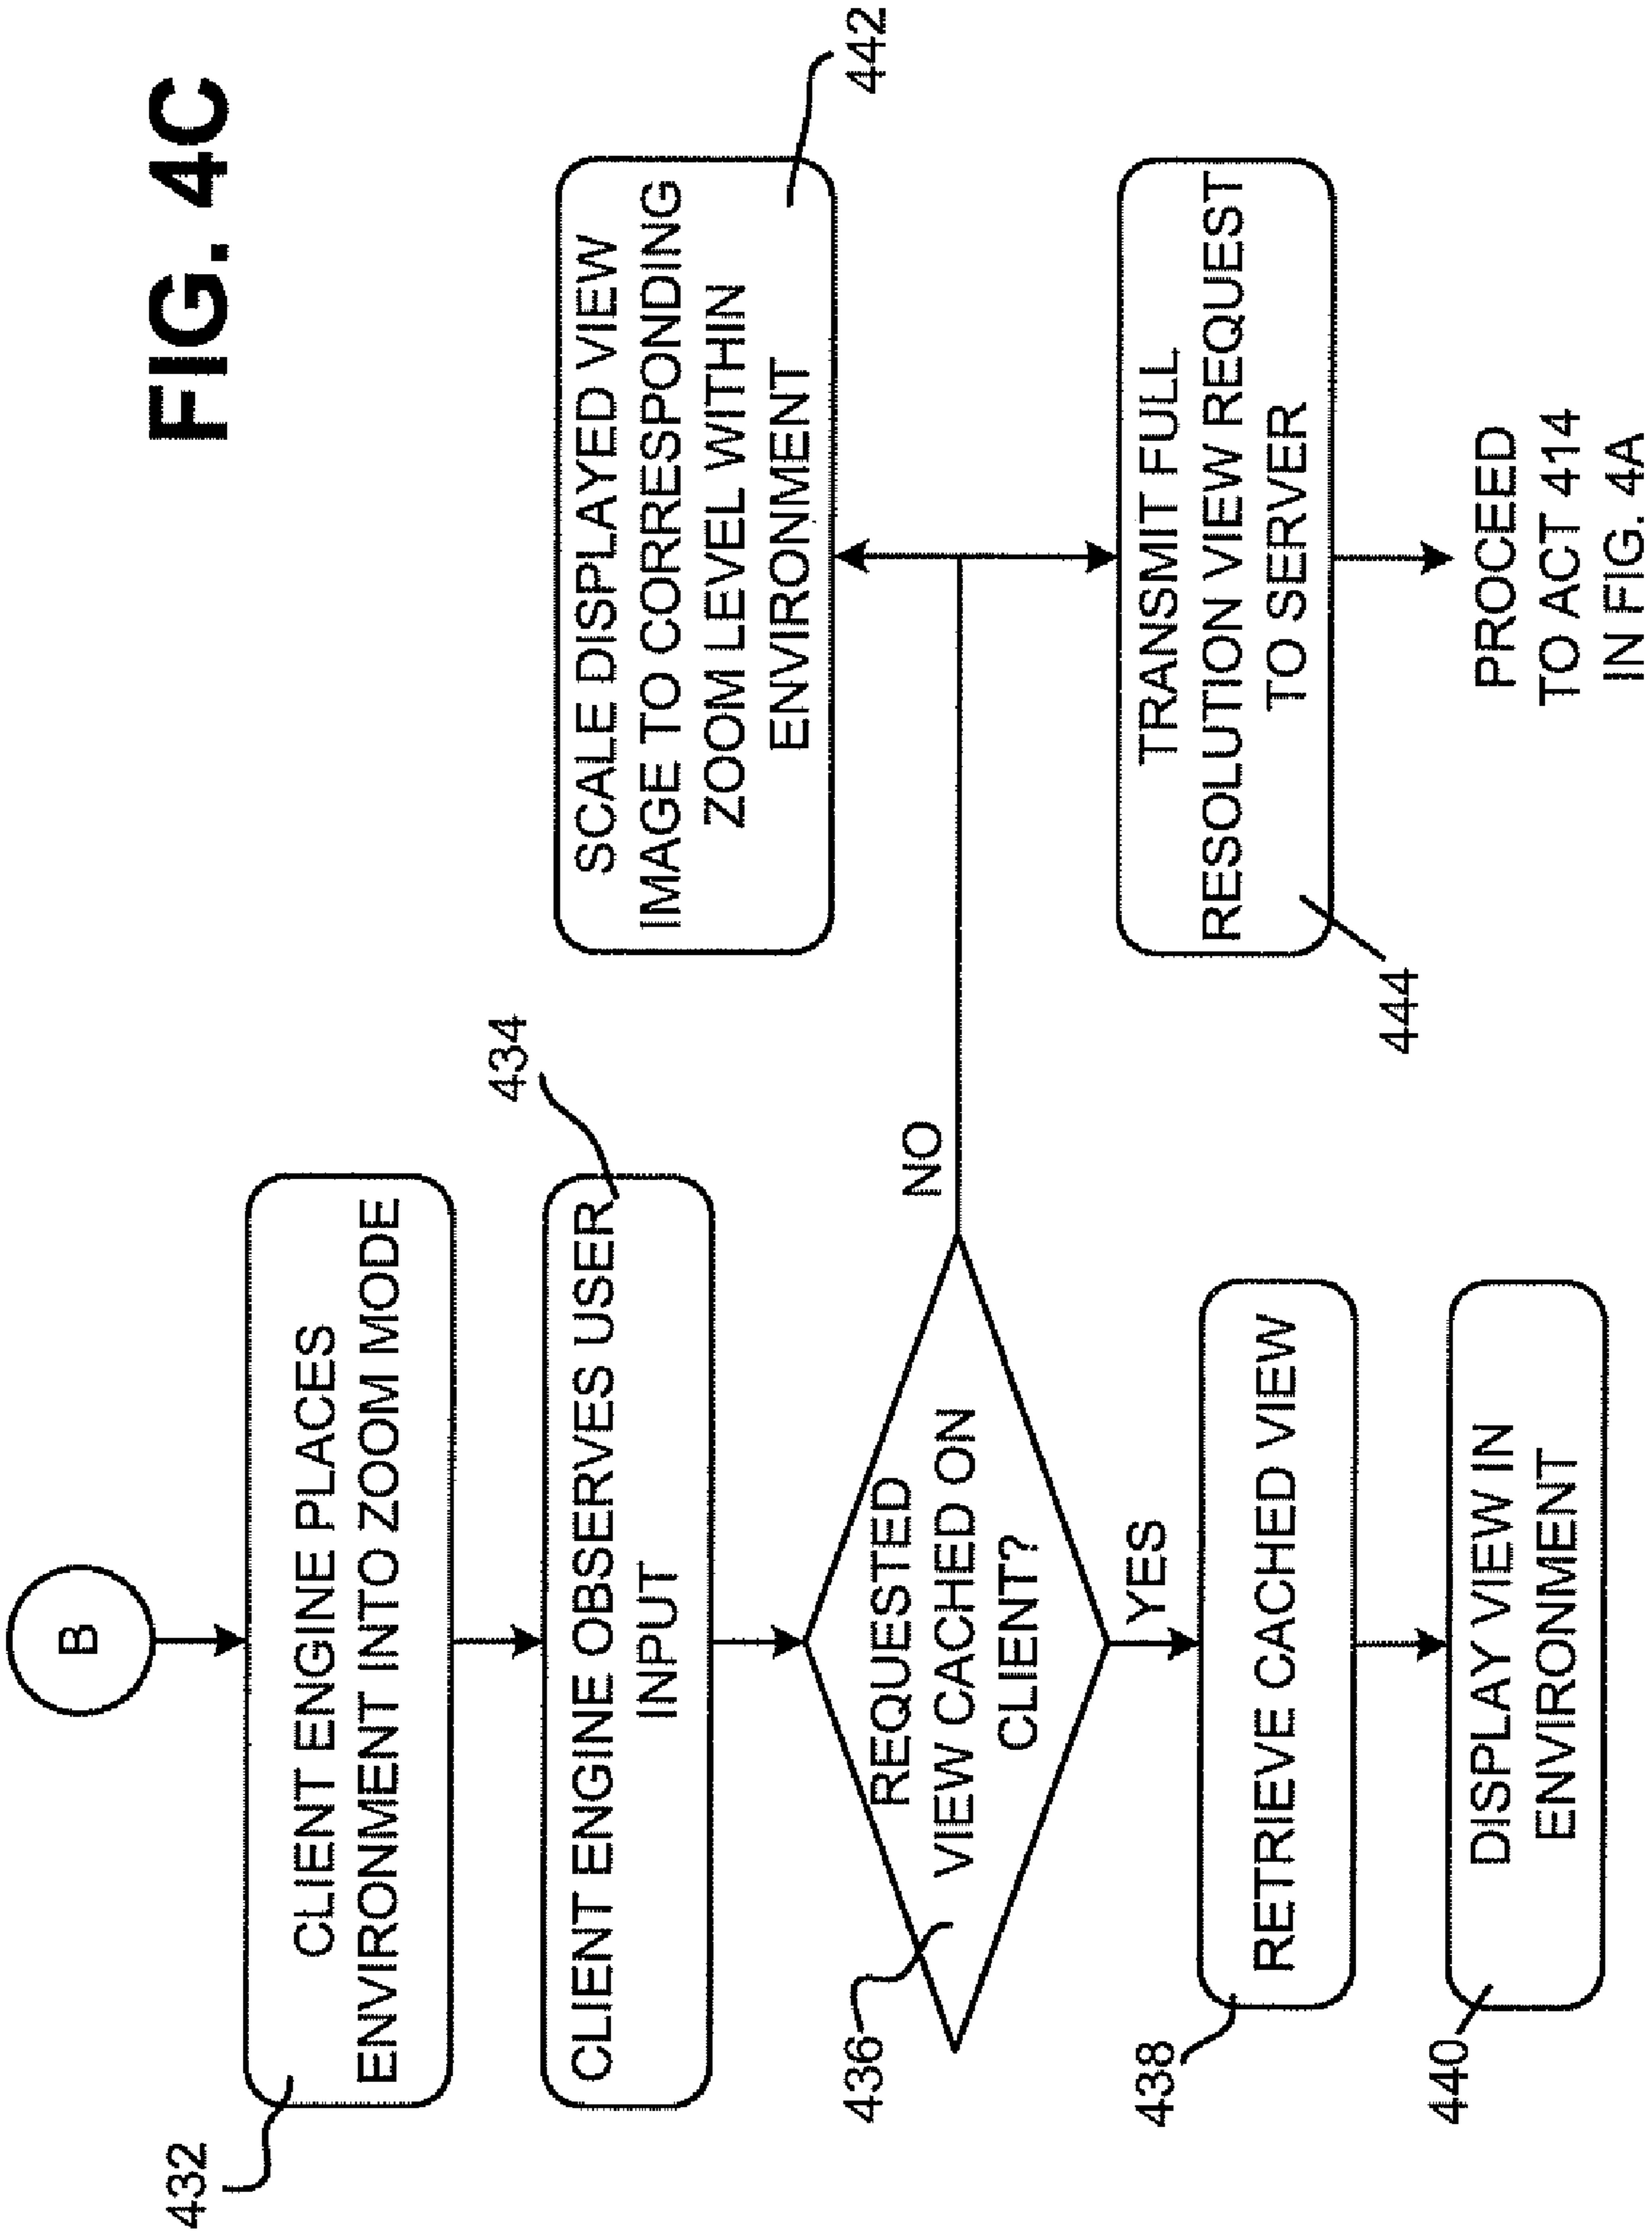 FIG. 4C
B
CLIENT ENGINE PLACES
ENVIRONMENT INTO ZOOM MODE
432
CLIENT ENGINE OBSERVES USER
INPUT
434
REQUESTED
VIEW CACHED ON
CLIENT?
436
NO
YES
RETRIEVE CACHED VIEW
438
DISPLAY VIEW IN
ENVIRONMENT
440
SCALE DISPLAYED VIEW
IMAGE TO CORRESPONDING
ZOOM LEVEL WITHIN
ENVIRONMENT
442
TRANSMIT FULL
RESOLUTION VIEW REQUEST
TO SERVER
444
PROCEED
TO ACT 414
IN FIG. 4A